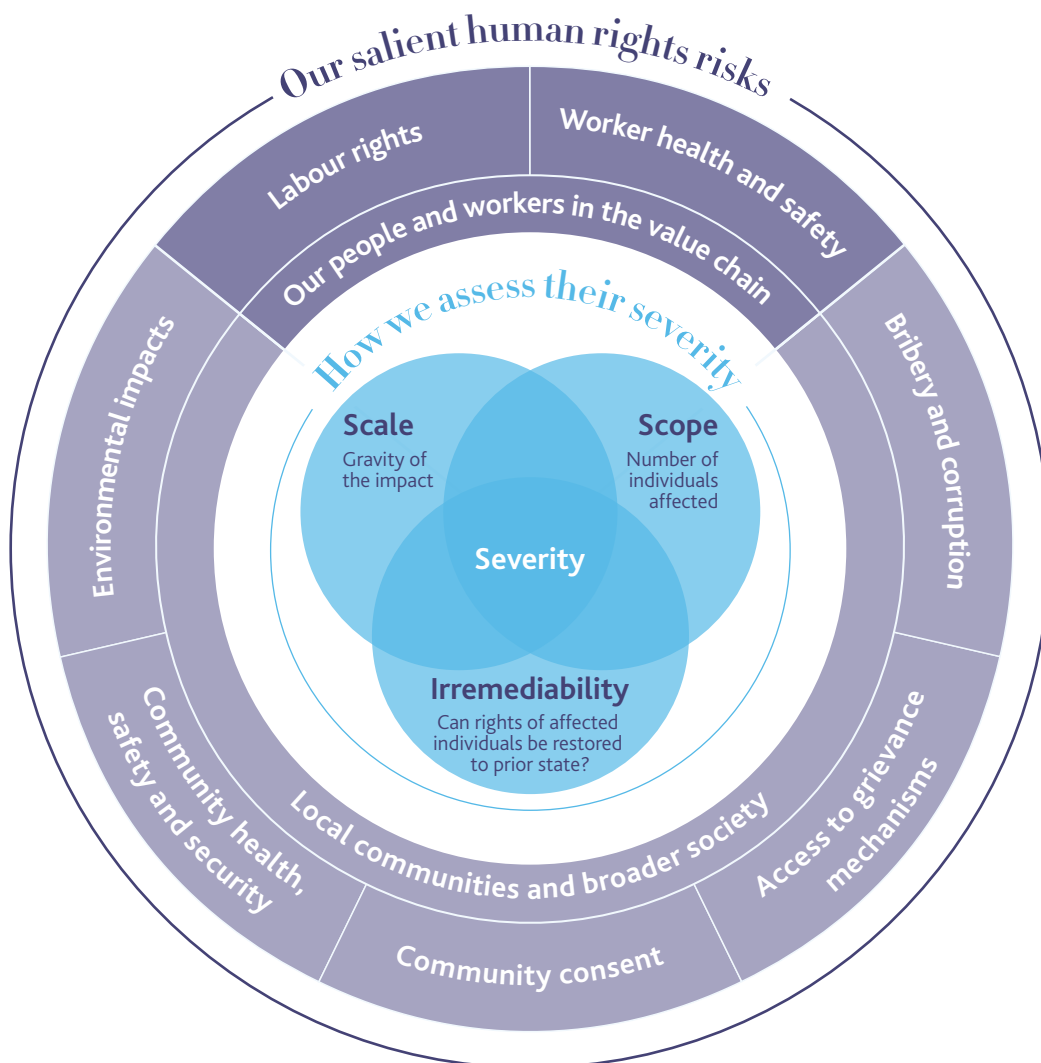 Our salient human rights risks
Labour rights
Worker health and safety
Our people and workers in the value chain
Environmental impacts
Bribery and corruption
How we assess their severity
Scale
Gravity of
the impact
Scope
Number of
individuals
affected
Severity
Irremediability
Can rights of affected
individuals be restored
to prior state?
Community health,
safety and security
Local communities and broader society
Access to grievance
mechanisms
Community consent